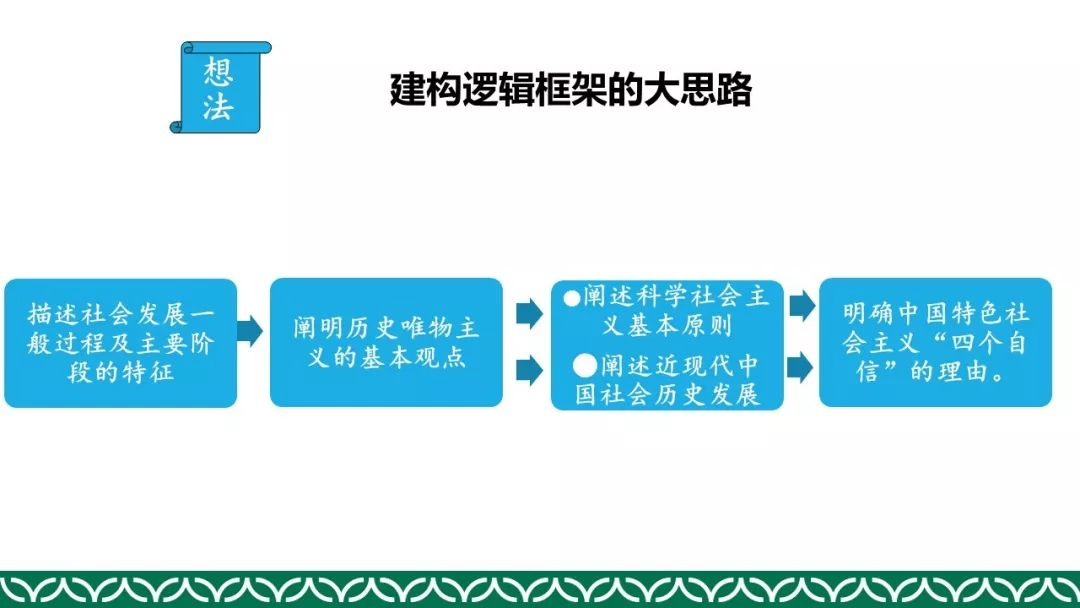 想
法
建构逻辑框架的大思路
描述社会发展一
般过程及主要阶
段的特征
阐明历史唯物主
义的基本观点
●阐述科学社会主
义基本原则
●阐述近现代中
国社会历史发展
明确中国特色社
会主义“四个自
信”的理由。